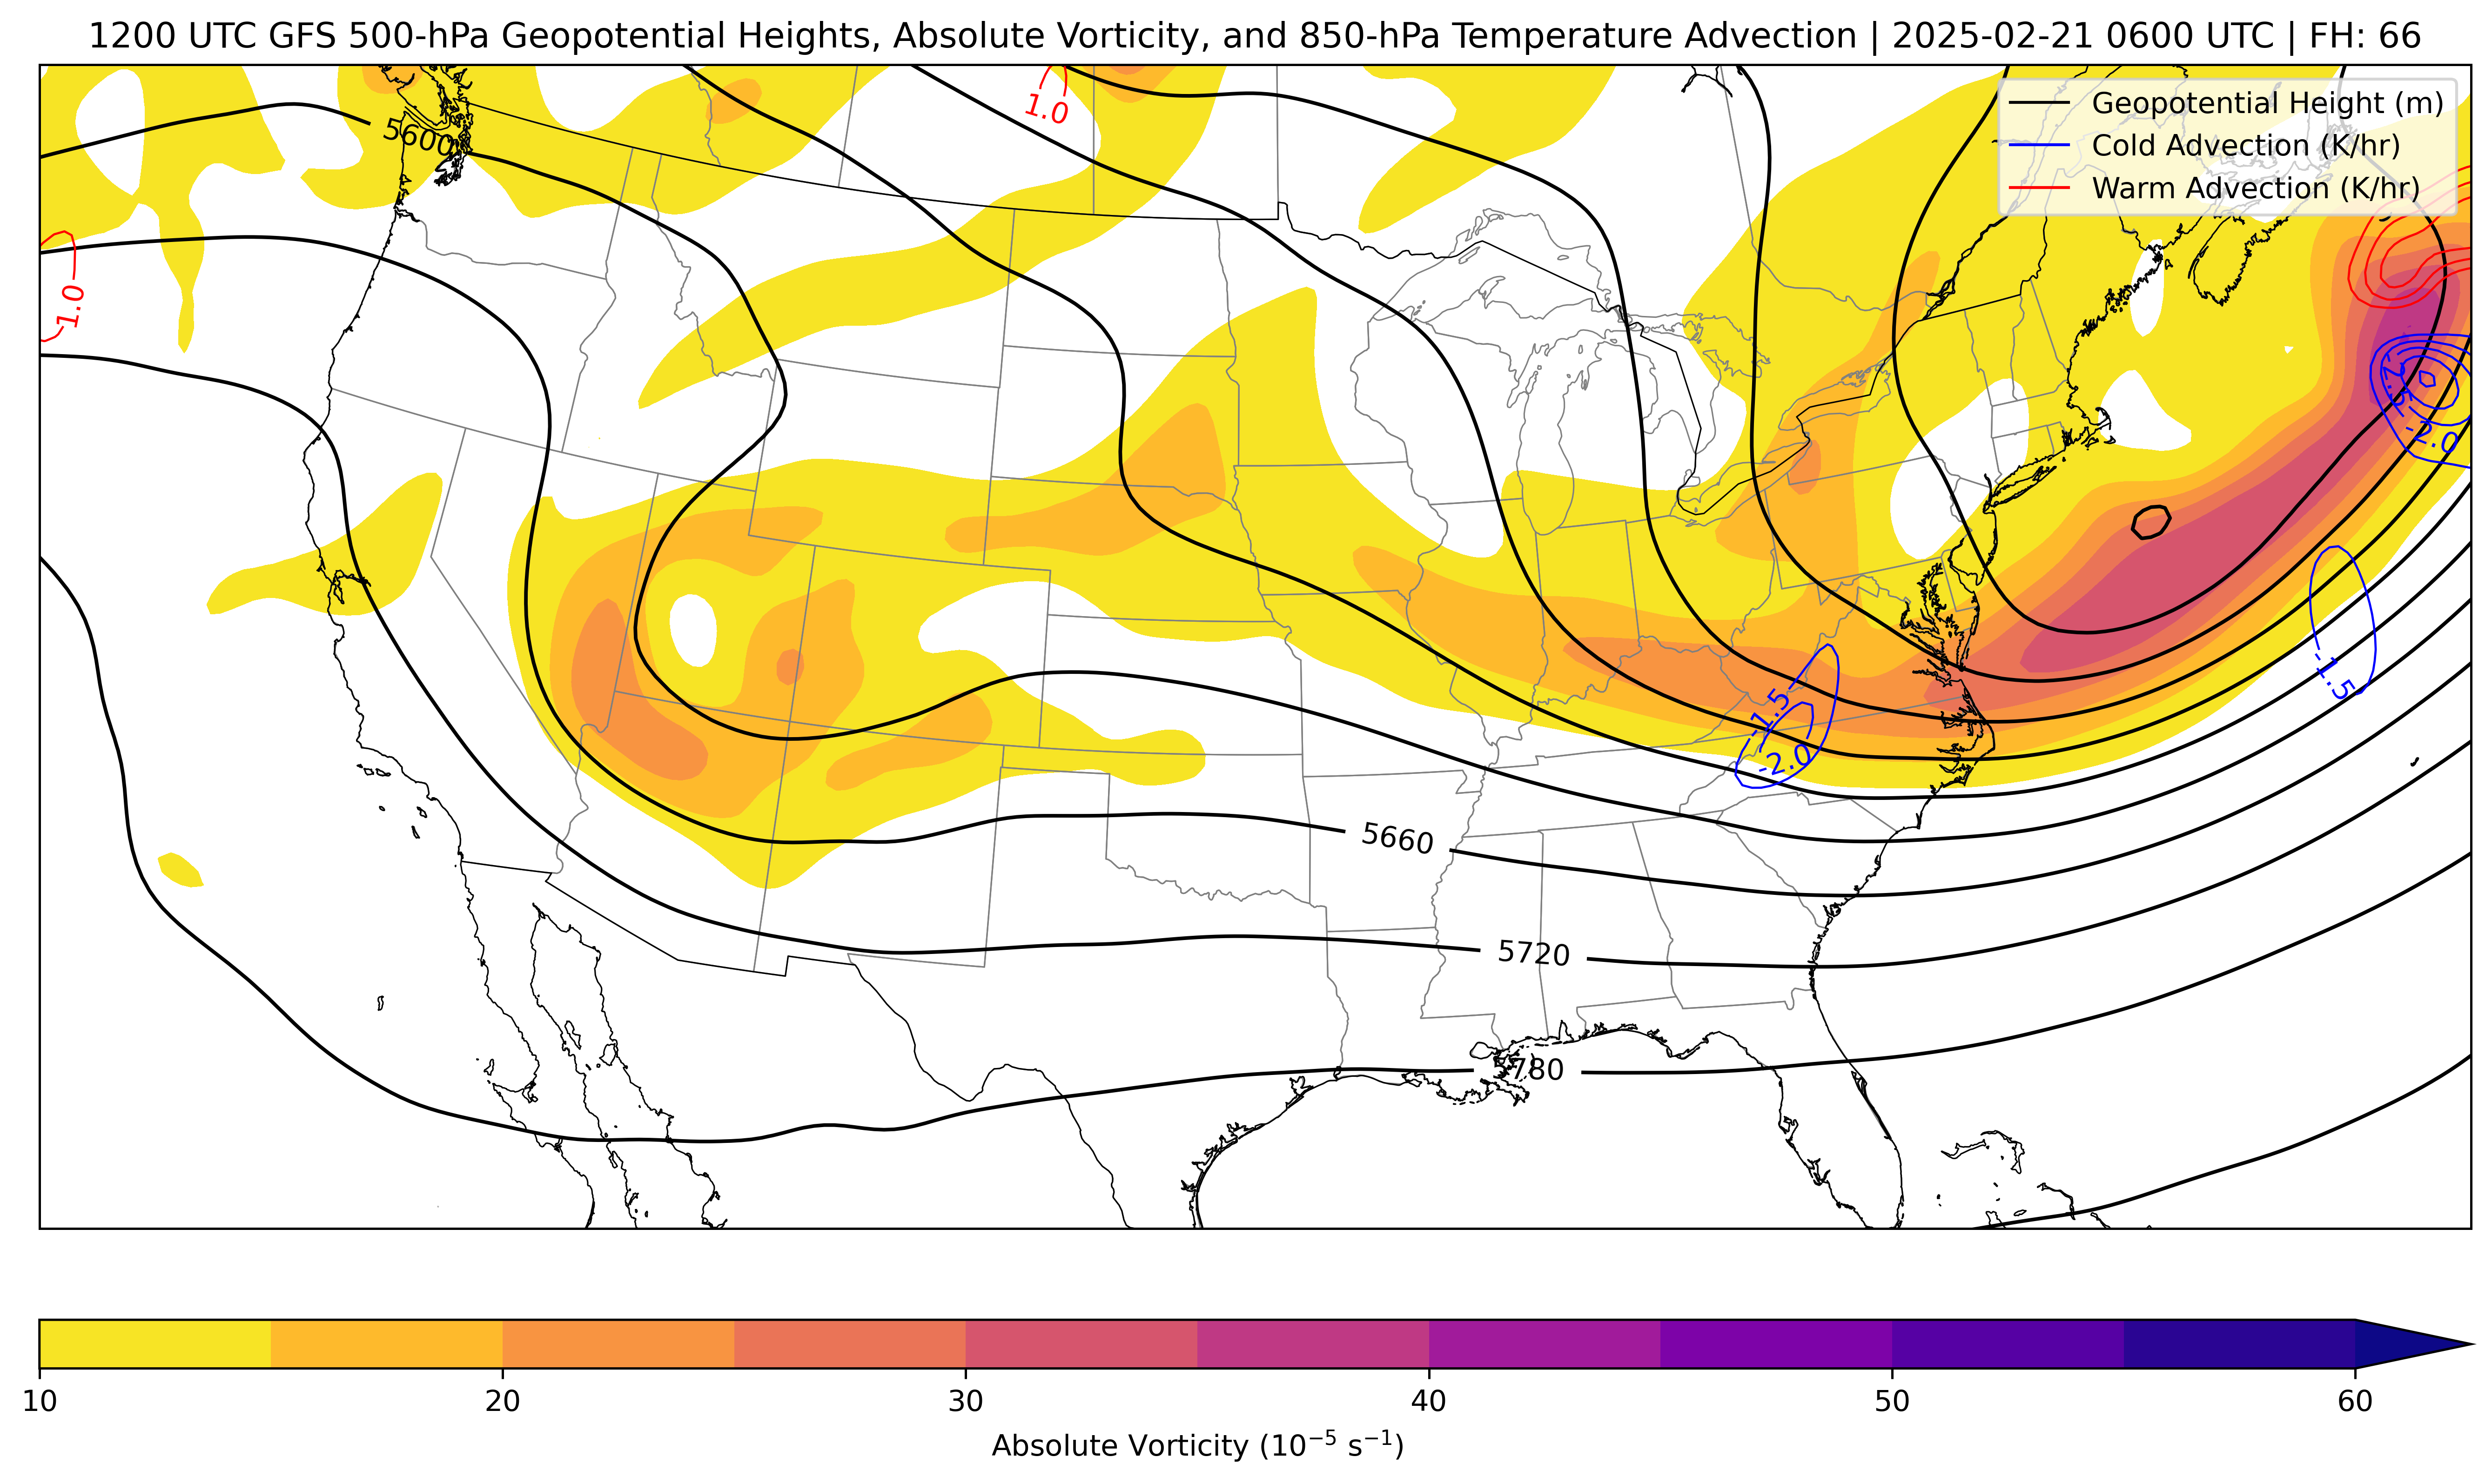 1200 UTC GFS 500-hPa Geopotential Heights, Absolute Vorticity, and 850-hPa Temperature Advection | 2025-02-21 0600 UTC | FH: 66
Geopotential Height (m)
Cold Advection (K/hr)
Warm Advection (K/hr)
1.0
5600
1.0
-2.5
-2.0
-1.5
-1.5
-2.0
5660
5720
5780
10 20 30 40 50 60
Absolute Vorticity (10⁻⁵ s⁻¹)